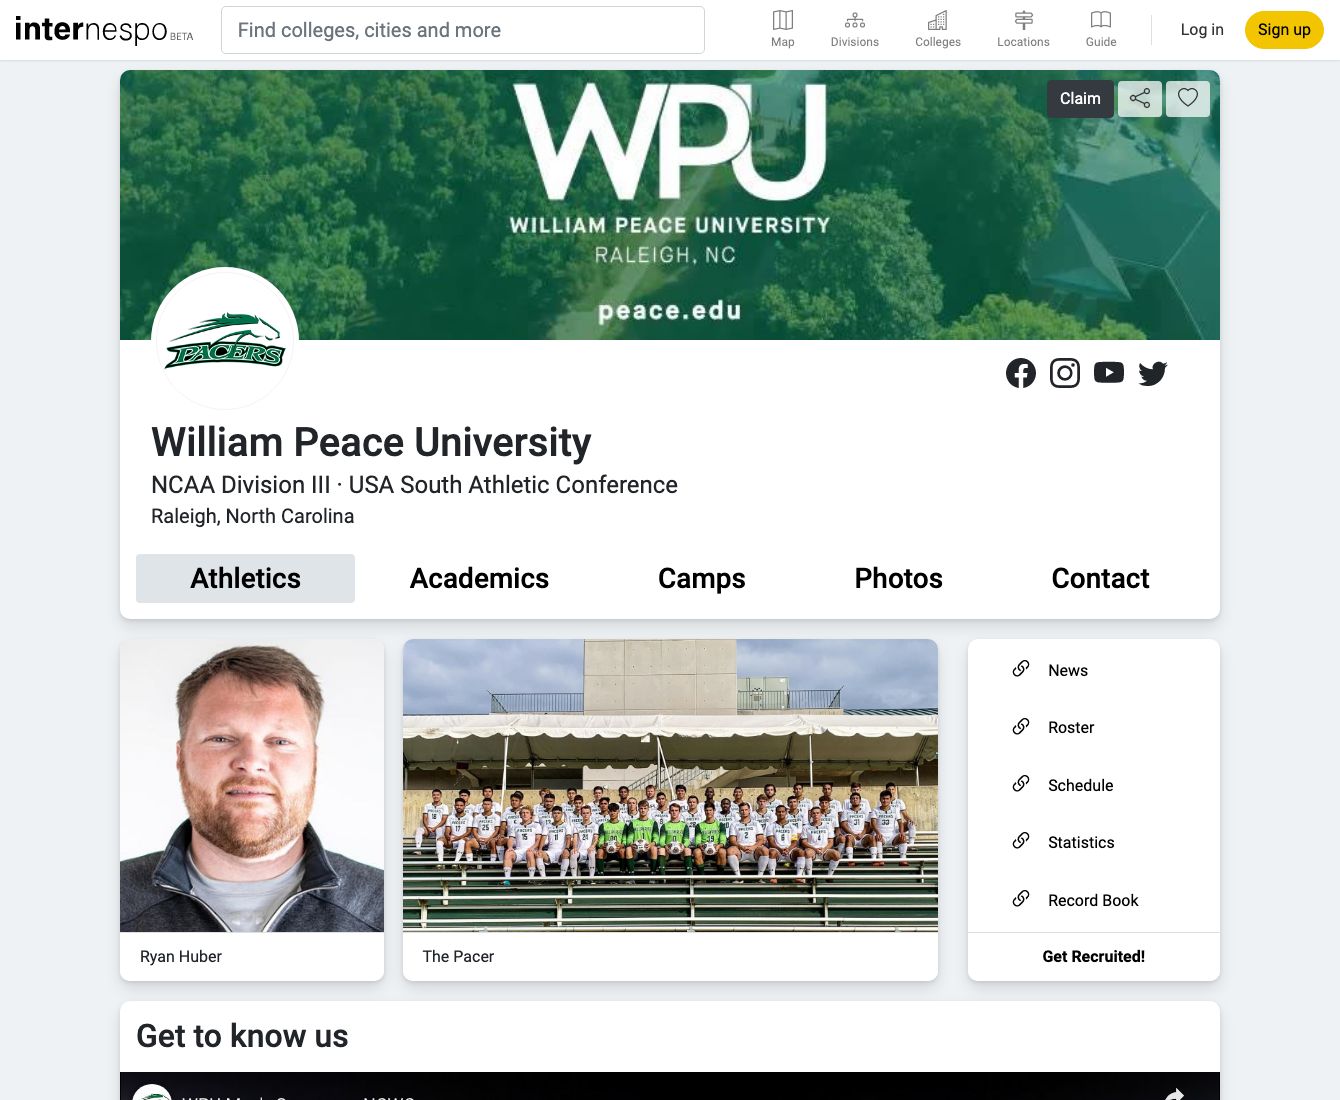 internespo BETA
Find colleges, cities and more
Map
Divisions
Colleges
Locations
Guide
Log in
Sign up
Claim
WPU
WILLIAM PEACE UNIVERSITY
RALEIGH, NC
peace.edu
PACERS
William Peace University
NCAA Division III · USA South Athletic Conference
Raleigh, North Carolina
Athletics
Academics
Camps
Photos
Contact
Ryan Huber
The Pacer
News
Roster
Schedule
Statistics
Record Book
Get Recruited!
Get to know us